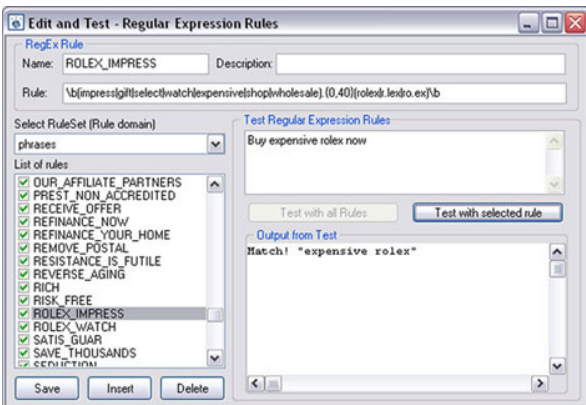 Edit and Test - Regular Expression Rules
RegEx Rule
Name: ROLEX_IMPRESS Description:
Rule: \b(impress|gift|select|watch|expensive|shop|wholesale).{0,40}(rolex|r.lex|ro.ex)\b
Select RuleSet (Rule domain)
phrases
List of rules
OUR_AFFILIATE_PARTNERS
PREST_NON_ACCREDITED
RECEIVE_OFFER
REFINANCE_NOW
REFINANCE_YOUR_HOME
REMOVE_POSTAL
RESISTANCE_IS_FUTILE
REVERSE_AGING
RICH
RISK_FREE
ROLEX_IMPRESS
ROLEX_WATCH
SATIS_GUAR
SAVE_THOUSANDS
SEDUCTION
Save Insert Delete
Test Regular Expression Rules
Buy expensive rolex now
Test with all Rules Test with selected rule
Output from Test
Match! "expensive rolex"